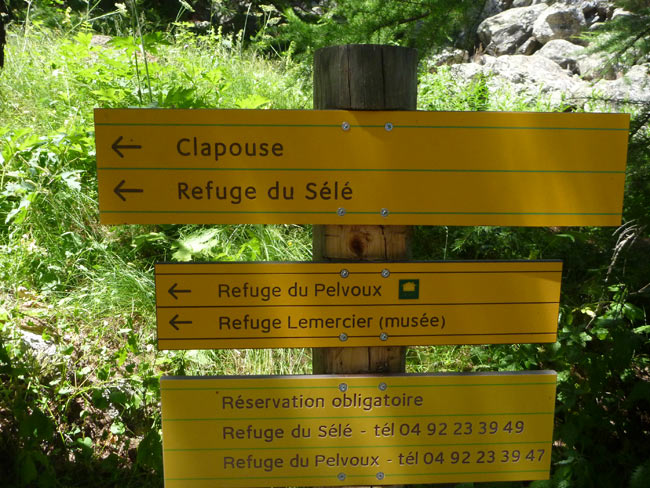 ← Clapouse
← Refuge du Sélé
← Refuge du Pelvoux
← Refuge Lemercier (musée)
Réservation obligatoire
Refuge du Sélé - tél 04 92 23 39 49
Refuge du Pelvoux - tél 04 92 23 39 47